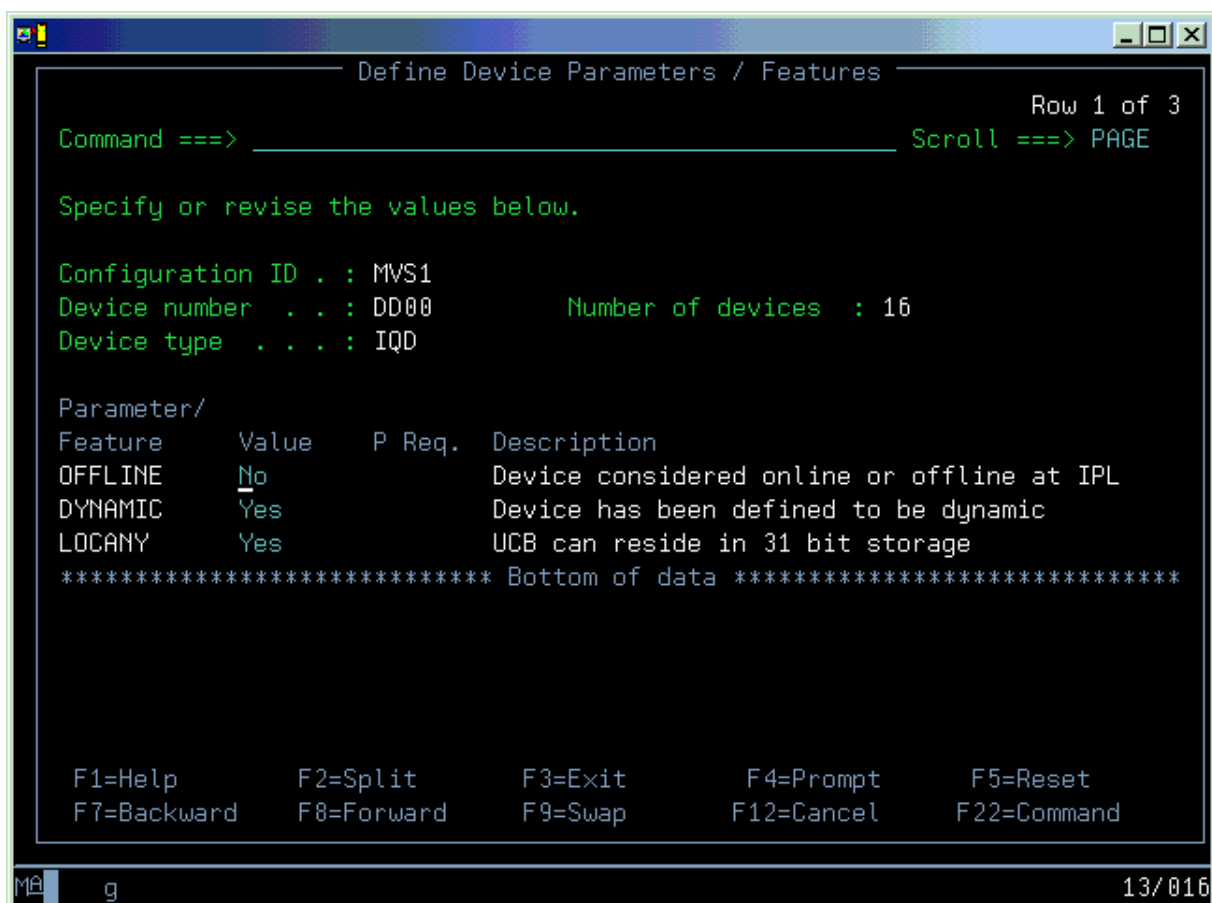 Define Device Parameters / Features
Row 1 of 3
Command ===> ___________________________________________ Scroll ===> PAGE
Specify or revise the values below.
Configuration ID . : MVS1
Device number . . : DD00 Number of devices : 16
Device type . . . : IQD
Parameter/
Feature Value P Req. Description
OFFLINE No Device considered online or offline at IPL
DYNAMIC Yes Device has been defined to be dynamic
LOCANY Yes UCB can reside in 31 bit storage
***************************** Bottom of data ******************************
F1=Help F2=Split F3=Exit F4=Prompt F5=Reset
F7=Backward F8=Forward F9=Swap F12=Cancel F22=Command
MA g 13/016